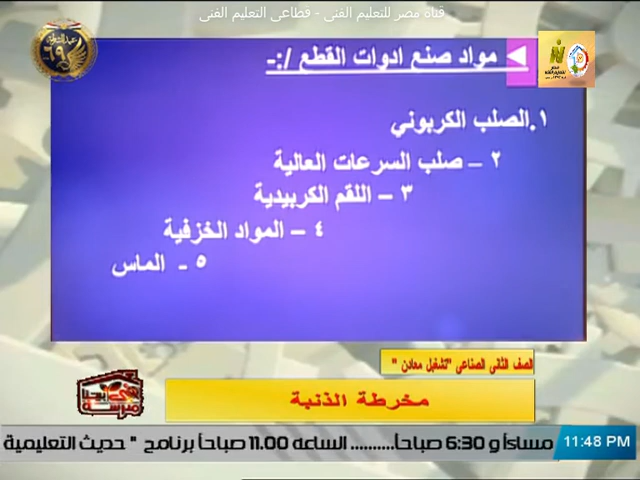 قناة مصر للتعليم الفنى - قطاعى التعليم الفنى
مواد صنع ادوات القطع /:-
١.الصلب الكربوني
٢ – صلب السرعات العالية
٣ – اللقم الكربيدية
٤ – المواد الخزفية
٥ - الماس
الصف الثانى الصناعى "تشغيل معادن "
مخرطة الذنبة
مساءاً و 6:30 صباحاً.......... الساعه 11.00 صباحاً برنامج " حديث التعليمية
11:48 PM